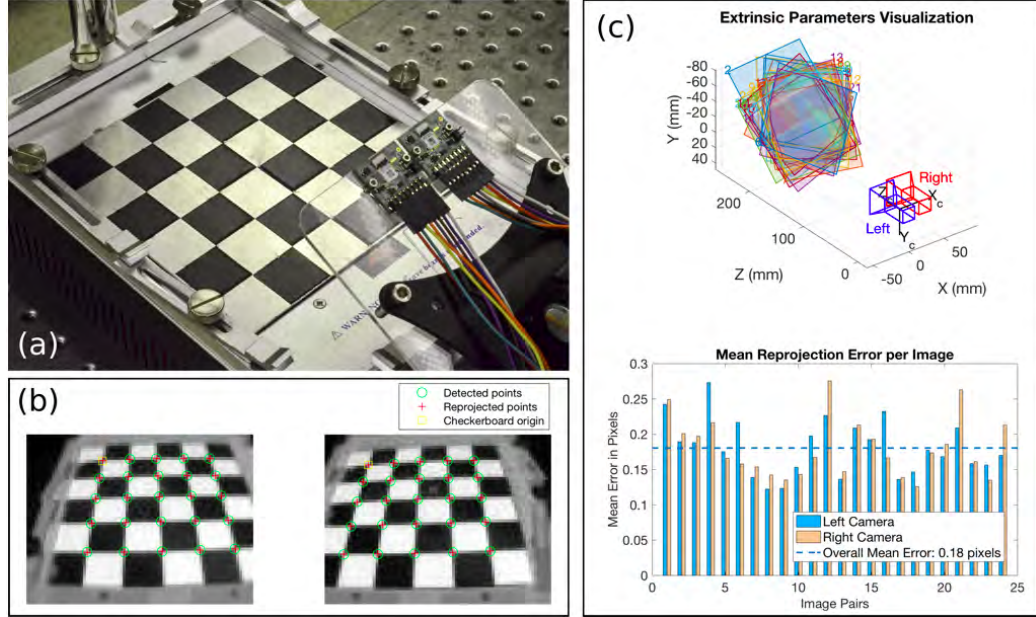 (a)
⚠ WARNING
(b)
Detected points
Reprojected points
Checkerboard origin
(c)
Extrinsic Parameters Visualization
-80
-60
-40
-20
0
20
40
Y (mm)
2
Right
Left
X_c
Y_c
200
100
0
Z (mm)
-50
0
50
X (mm)
Mean Reprojection Error per Image
0.3
0.25
0.2
0.15
0.1
0.05
0
Mean Error in Pixels
Left Camera
Right Camera
Overall Mean Error: 0.18 pixels
0 5 10 15 20 25
Image Pairs